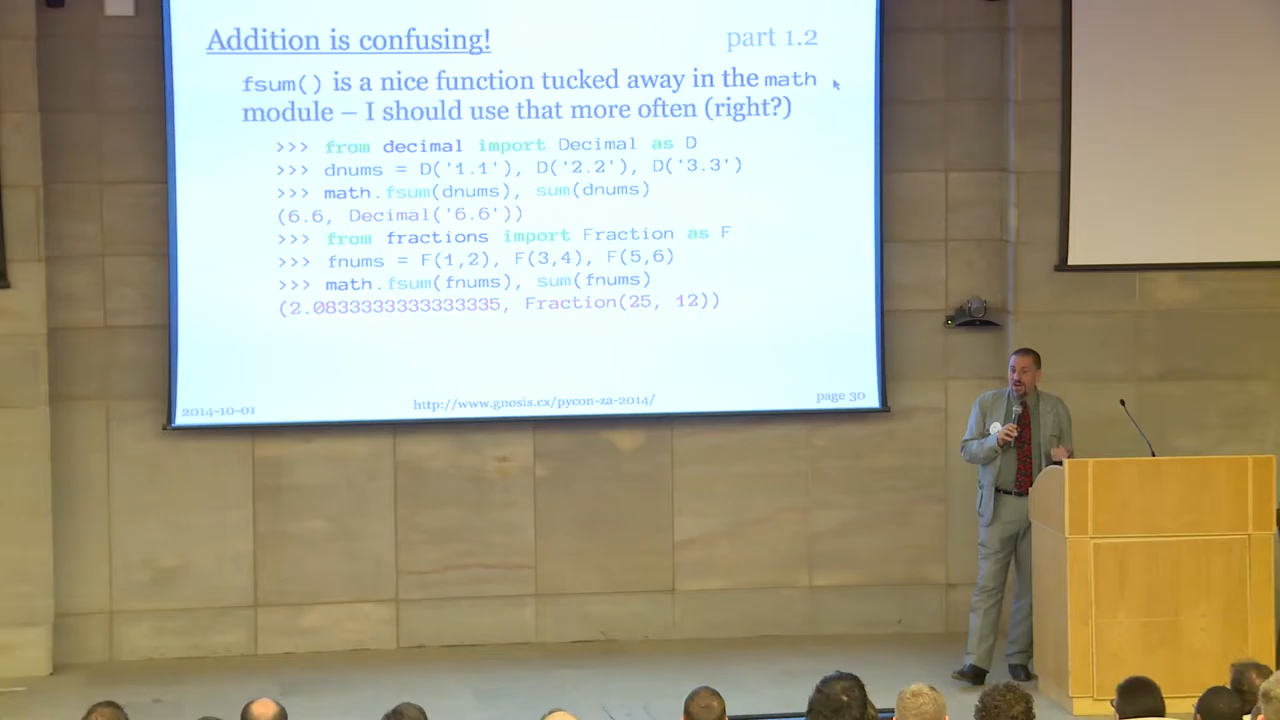 Addition is confusing! part 1.2
fsum() is a nice function tucked away in the math
module – I should use that more often (right?)
>>> from decimal import Decimal as D
>>> dnums = D('1.1'), D('2.2'), D('3.3')
>>> math.fsum(dnums), sum(dnums)
(6.6, Decimal('6.6'))
>>> from fractions import Fraction as F
>>> fnums = F(1,2), F(3,4), F(5,6)
>>> math.fsum(fnums), sum(fnums)
(2.0833333333333335, Fraction(25, 12))
2014-10-01 http://www.gnosis.cx/pycon-za-2014/ page 30